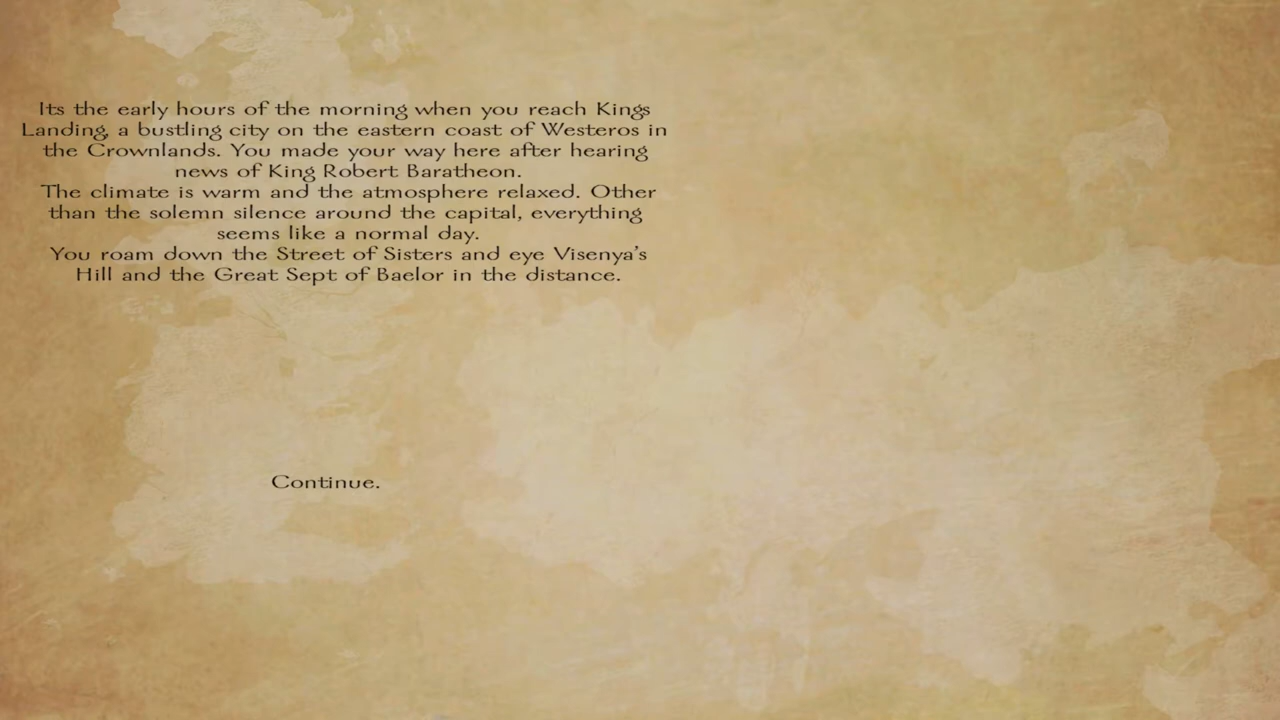 Its the early hours of the morning when you reach Kings
Landing, a bustling city on the eastern coast of Westeros in
the Crownlands. You made your way here after hearing
news of King Robert Baratheon.
The climate is warm and the atmosphere relaxed. Other
than the solemn silence around the capital, everything
seems like a normal day.
You roam down the Street of Sisters and eye Visenya's
Hill and the Great Sept of Baelor in the distance.
Continue.